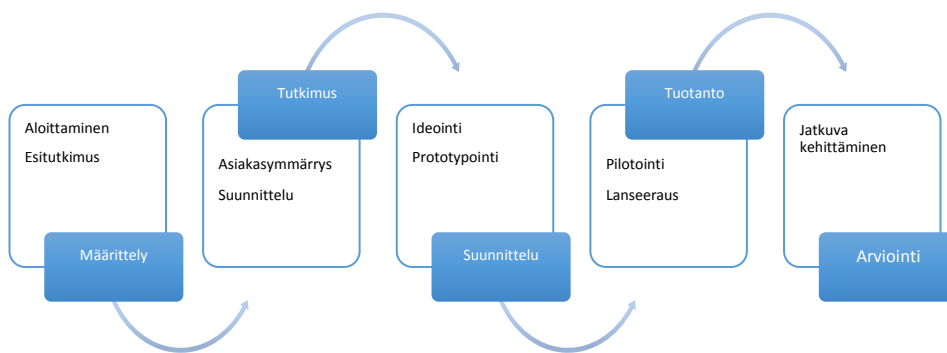 Aloittaminen
Esitutkimus
Määrittely
Tutkimus
Asiakasymmärrys
Suunnittelu
Ideointi
Prototypointi
Suunnittelu
Tuotanto
Pilotointi
Lanseeraus
Jatkuva
kehittäminen
Arviointi